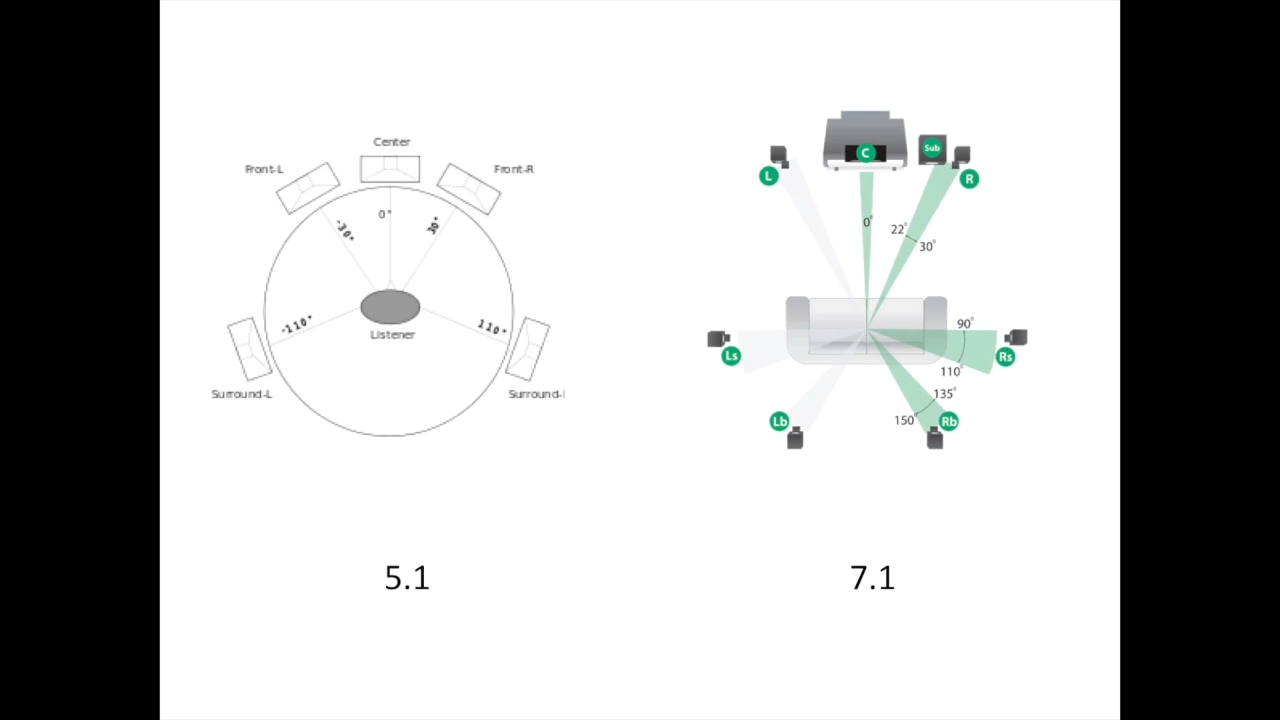 Center
Front-L
Front-R
0°
-30°
30°
-110°
110°
Listener
Surround-L
Surround-
5.1
C
Sub
L
R
0°
22°
30°
90°
Ls
Rs
110°
135°
Lb
150°
Rb
7.1